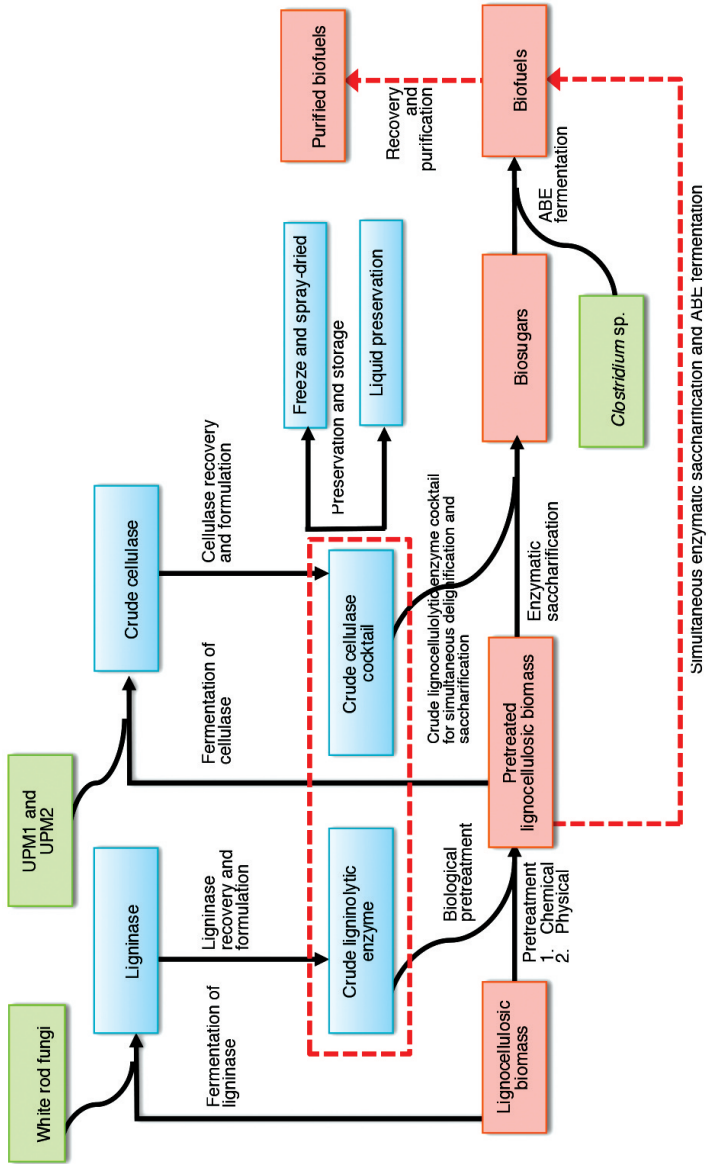 White rod fungi
UPM1 and
UPM2
Ligninase
Crude cellulase
Fermentation of
ligninase
Ligninase
recovery and
formulation
Fermentation of
cellulase
Cellulase recovery
and formulation
Crude ligninolytic
enzyme
Crude cellulase
cocktail
Freeze and spray-dried
Preservation and storage
Liquid preservation
Purified biofuels
Biological
pretreatment
Crude lignocellulolytic enzyme cocktail
for simultaneous delignification and
saccharification
Recovery
and
purification
Lignocellulosic
biomass
Pretreatment
1. Chemical
2. Physical
Pretreated
lignocellulosic biomass
Enzymatic
saccharification
Biosugars
ABE
fermentation
Biofuels
Clostridium sp.
Simultaneous enzymatic saccharification and ABE fermentation